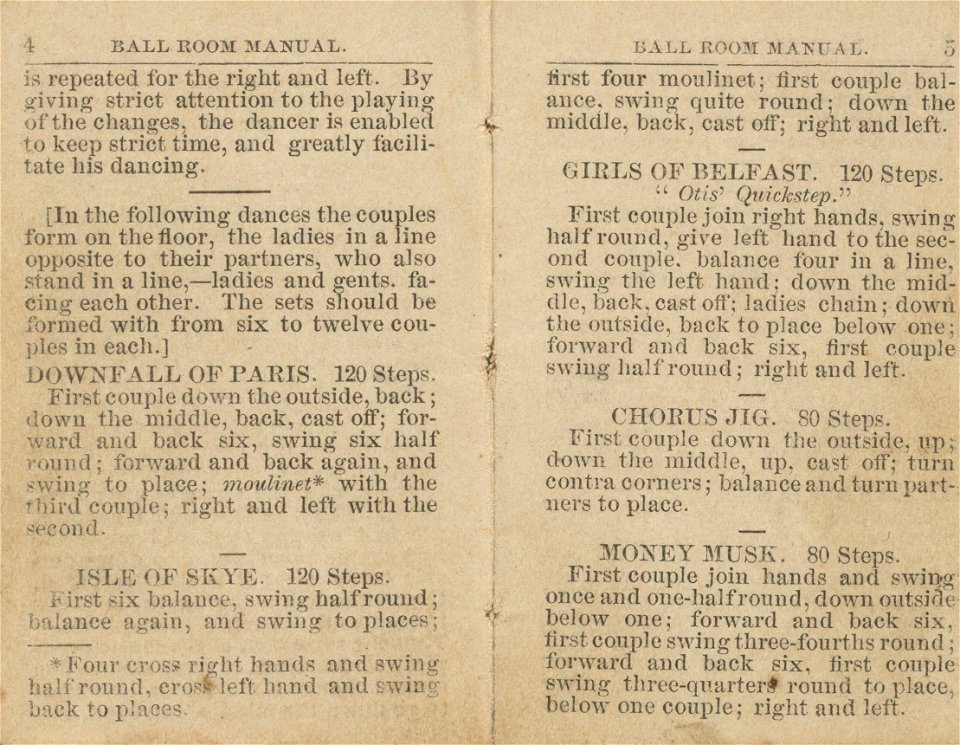 4 BALL ROOM MANUAL.
is repeated for the right and left. By
giving strict attention to the playing
of the changes, the dancer is enabled
to keep strict time, and greatly facili-
tate his dancing.
[In the following dances the couples
form on the floor, the ladies in a line
opposite to their partners, who also
stand in a line,—ladies and gents. fa-
cing each other. The sets should be
formed with from six to twelve cou-
ples in each.]
DOWNFALL OF PARIS. 120 Steps.
First couple down the outside, back;
down the middle, back, cast off; for-
ward and back six, swing six half
round; forward and back again, and
swing to place; moulinet* with the
third couple; right and left with the
second.
ISLE OF SKYE. 120 Steps.
First six balance, swing half round;
balance again, and swing to places;
*Four cross right hands and swing
half round, cross left hand and swing
back to places.
BALL ROOM MANUAL. 5
first four moulinet; first couple bal-
ance, swing quite round; down the
middle, back, cast off; right and left.
GIRLS OF BELFAST. 120 Steps.
"Otis' Quickstep."
First couple join right hands, swing
half round, give left hand to the sec-
ond couple, balance four in a line,
swing the left hand; down the mid-
dle, back, cast off; ladies chain; down
the outside, back to place below one;
forward and back six, first couple
swing half round; right and left.
CHORUS JIG. 80 Steps.
First couple down the outside, up;
down the middle, up, cast off; turn
contra corners; balance and turn part-
ners to place.
MONEY MUSK. 80 Steps.
First couple join hands and swing
once and one-half round, down outside
below one; forward and back six,
first couple swing three-fourths round;
forward and back six, first couple
swing three-quarters round to place,
below one couple; right and left.